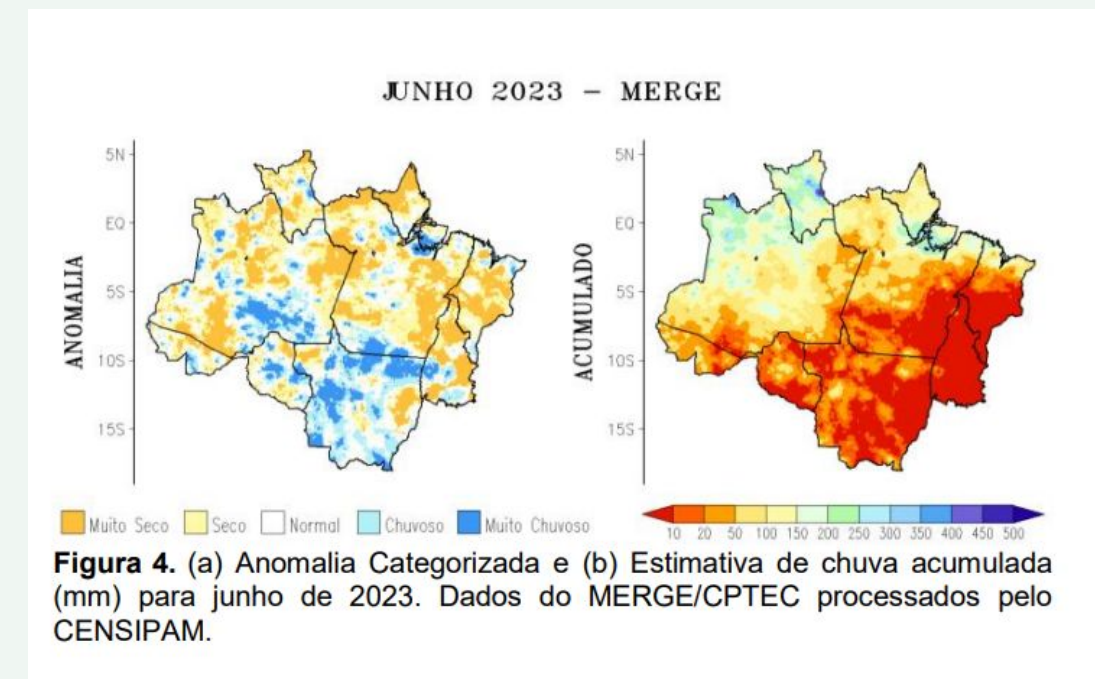 JUNHO 2023 – MERGE
ANOMALIA
5N
EQ
5S
10S
15S
ACUMULADO
5N
EQ
5S
10S
15S
Muito Seco Seco Normal Chuvoso Muito Chuvoso
10 20 50 100 150 200 250 300 350 400 450 500
Figura 4. (a) Anomalia Categorizada e (b) Estimativa de chuva acumulada
(mm) para junho de 2023. Dados do MERGE/CPTEC processados pelo
CENSIPAM.